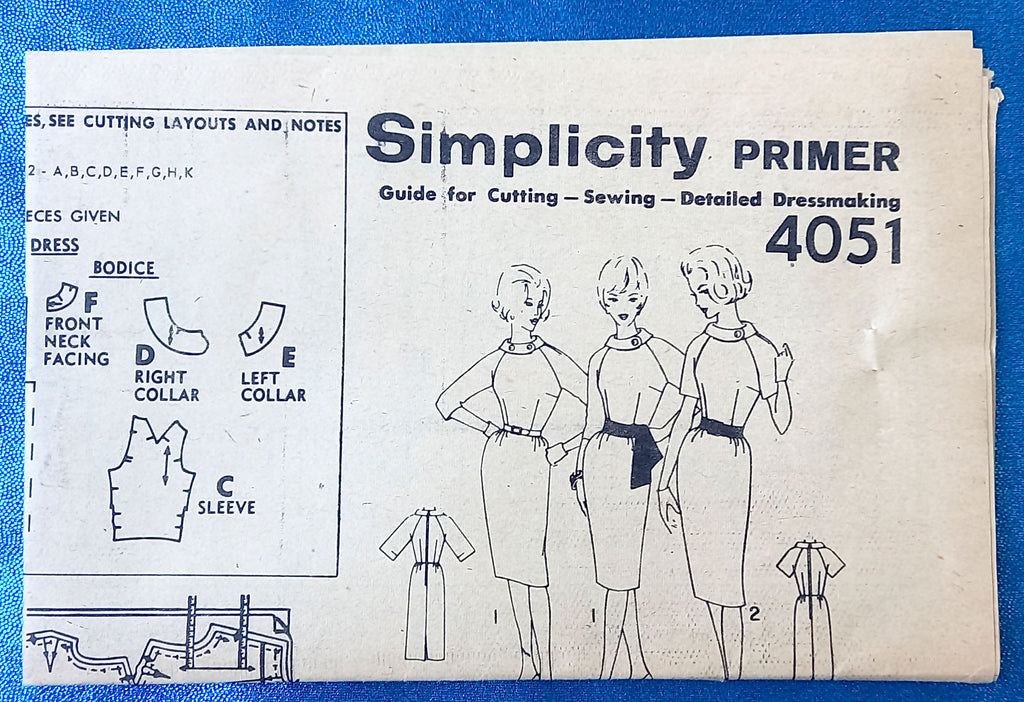 ES, SEE CUTTING LAYOUTS AND NOTES
2 - A,B,C,D,E,F,G,H,K
ECES GIVEN
DRESS
BODICE
F
FRONT
NECK
FACING
D
RIGHT
COLLAR
E
LEFT
COLLAR
C
SLEEVE
Simplicity PRIMER
Guide for Cutting — Sewing — Detailed Dressmaking
4051
1
1
2